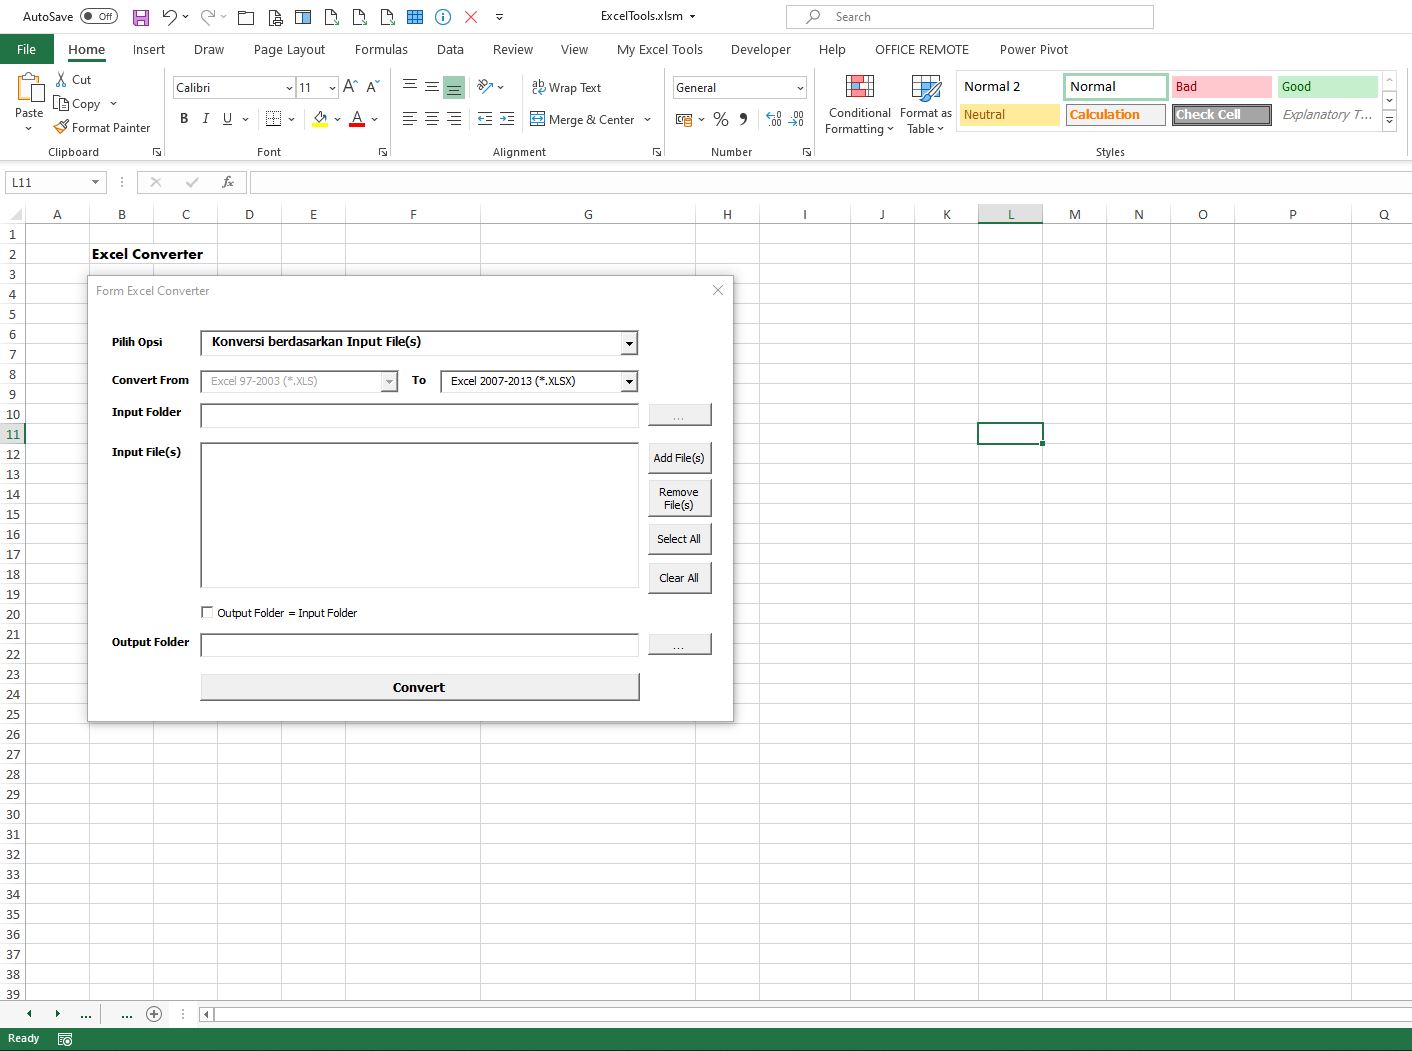 AutoSave Off ExcelTools.xlsm Search
File Home Insert Draw Page Layout Formulas Data Review View My Excel Tools Developer Help OFFICE REMOTE Power Pivot
Paste
Cut
Copy
Format Painter
Clipboard
Calibri 11
B I U A
Font
Wrap Text
Merge & Center
Alignment
General
%
Number
Conditional Formatting
Format as Table
Normal 2 Normal Bad Good
Neutral Calculation Check Cell Explanatory T...
Styles
L11 fx
A B C D E F G H I J K L M N O P Q
1
2 Excel Converter
3
4
5
6
7
8
9
10
11
12
13
14
15
16
17
18
19
20
21
22
23
24
25
26
27
28
29
30
31
32
33
34
35
36
37
38
39
Form Excel Converter
Pilih Opsi Konversi berdasarkan Input File(s)
Convert From Excel 97-2003 (*.XLS) To Excel 2007-2013 (*.XLSX)
Input Folder ...
Input File(s)
Add File(s)
Remove
File(s)
Select All
Clear All
Output Folder = Input Folder
Output Folder ...
Convert
... ...
Ready